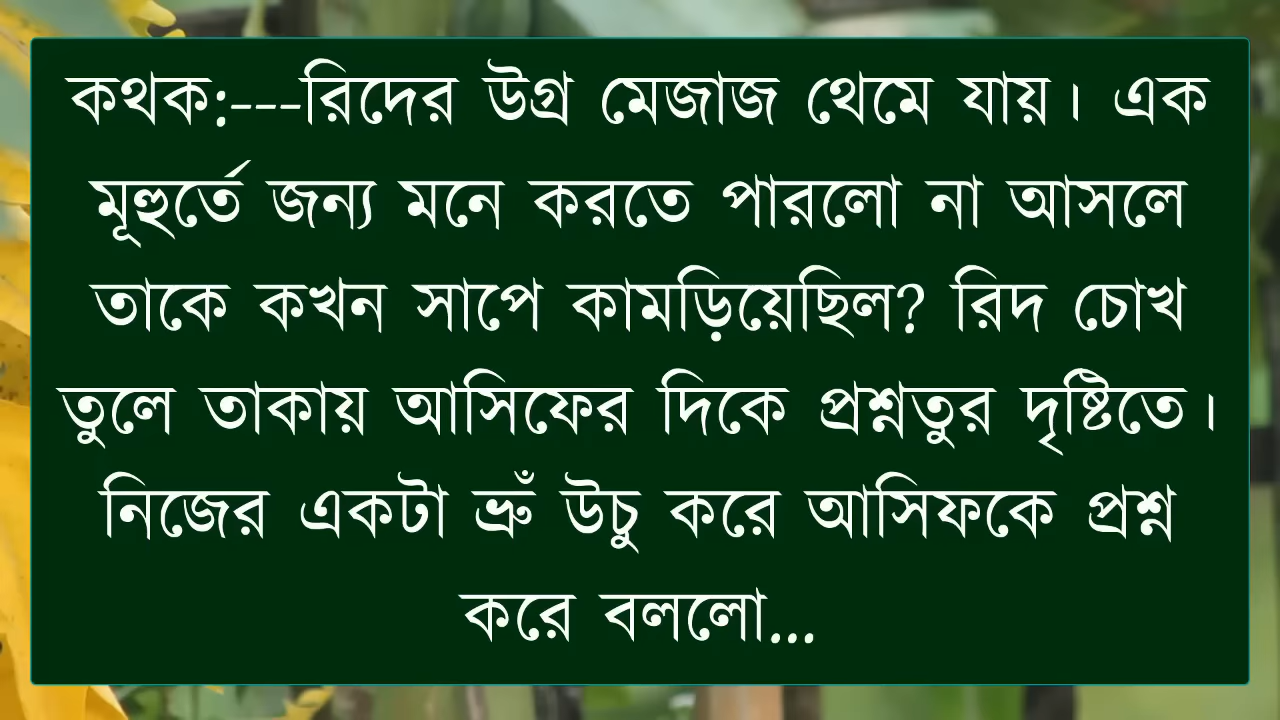 কথক:---রিদের উগ্র মেজাজ থেমে যায়। এক
মূহুর্তে জন্য মনে করতে পারলো না আসলে
তাকে কখন সাপে কামড়িয়েছিল? রিদ চোখ
তুলে তাকায় আসিফের দিকে প্রশ্নতুর দৃষ্টিতে।
নিজের একটা ভ্রুঁ উচু করে আসিফকে প্রশ্ন
করে বললো...